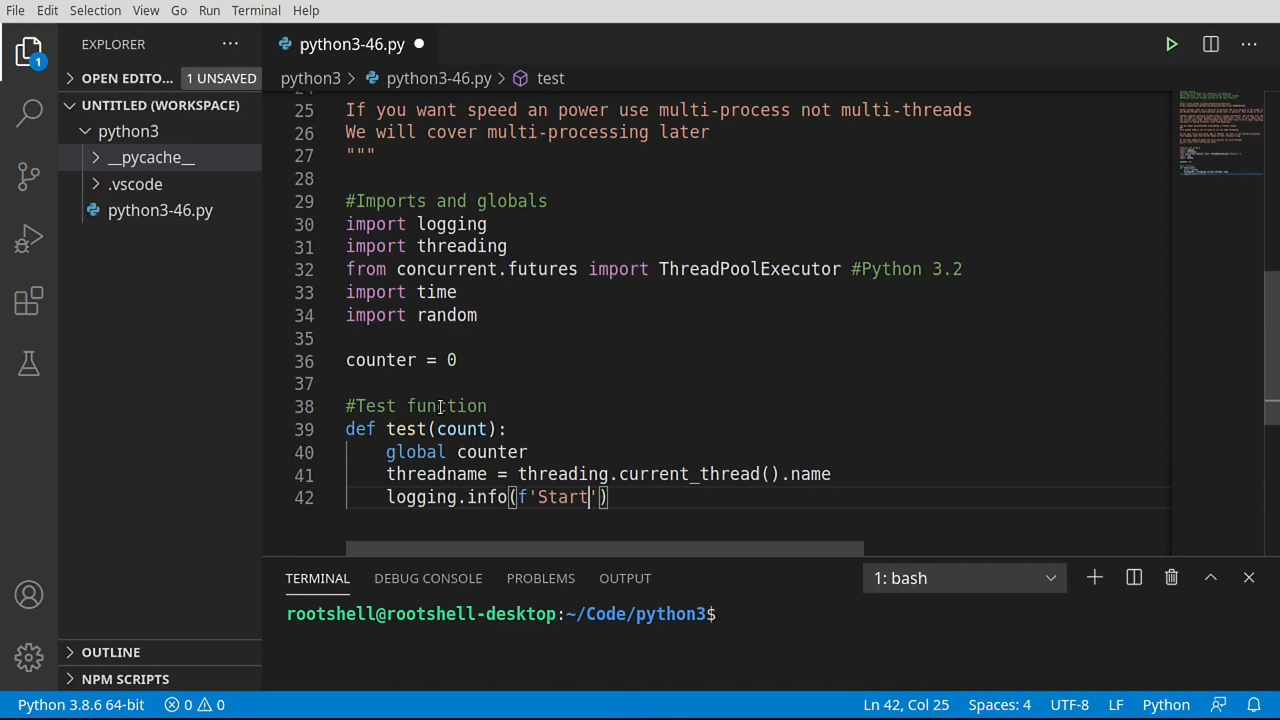 File Edit Selection View Go Run Terminal Help
EXPLORER
python3-46.py
1
OPEN EDITO... 1 UNSAVED
python3 > python3-46.py > test
UNTITLED (WORKSPACE)
python3
__pycache__
.vscode
python3-46.py
25 If you want speed an power use multi-process not multi-threads
26 We will cover multi-processing later
27 """
28
29 #Imports and globals
30 import logging
31 import threading
32 from concurrent.futures import ThreadPoolExecutor #Python 3.2
33 import time
34 import random
35
36 counter = 0
37
38 #Test function
39 def test(count):
40 global counter
41 threadname = threading.current_thread().name
42 logging.info(f'Start')
TERMINAL DEBUG CONSOLE PROBLEMS OUTPUT 1: bash
rootshell@rootshell-desktop:~/Code/python3$
OUTLINE
NPM SCRIPTS
Python 3.8.6 64-bit 0 0 Ln 42, Col 25 Spaces: 4 UTF-8 LF Python